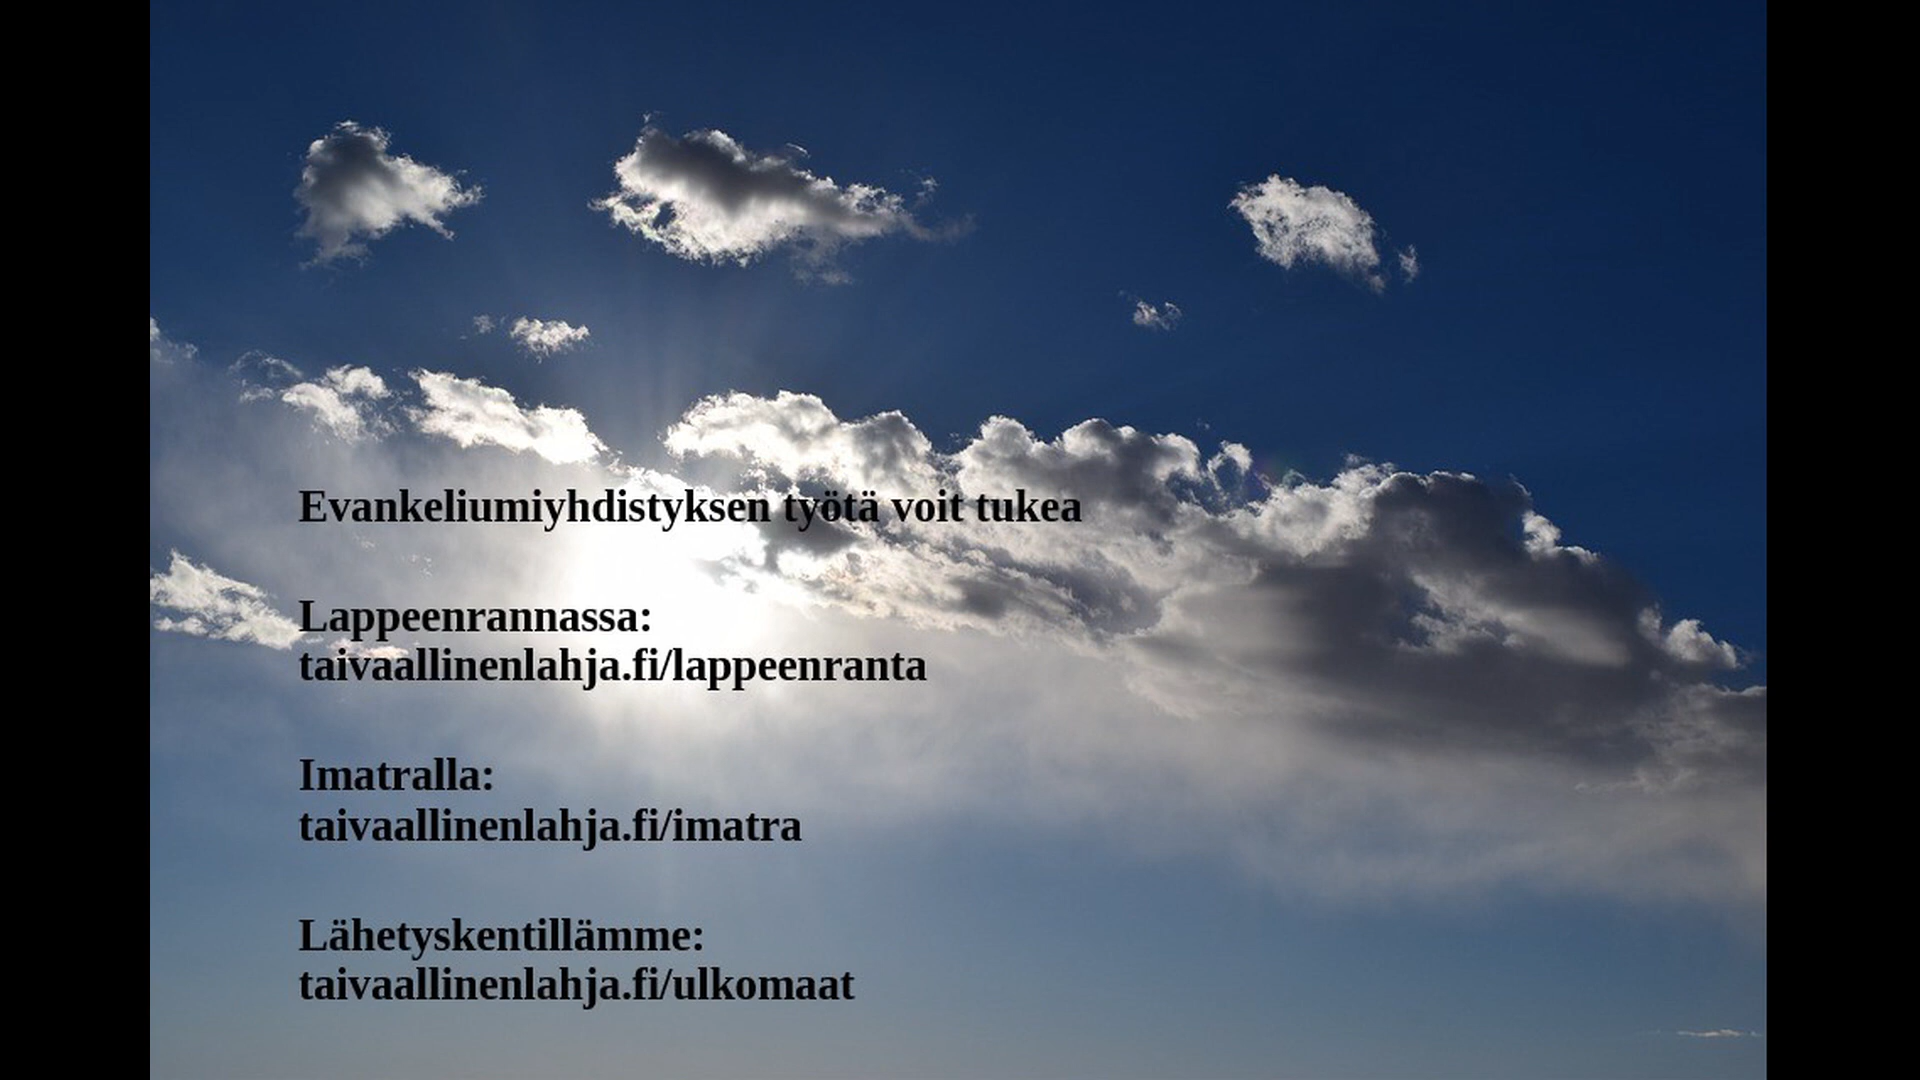 Evankeliumiyhdistyksen työtä voit tukea
Lappeenrannassa:
taivaallinenlahja.fi/lappeenranta
Imatralla:
taivaallinenlahja.fi/imatra
Lähetyskentillämme:
taivaallinenlahja.fi/ulkomaat